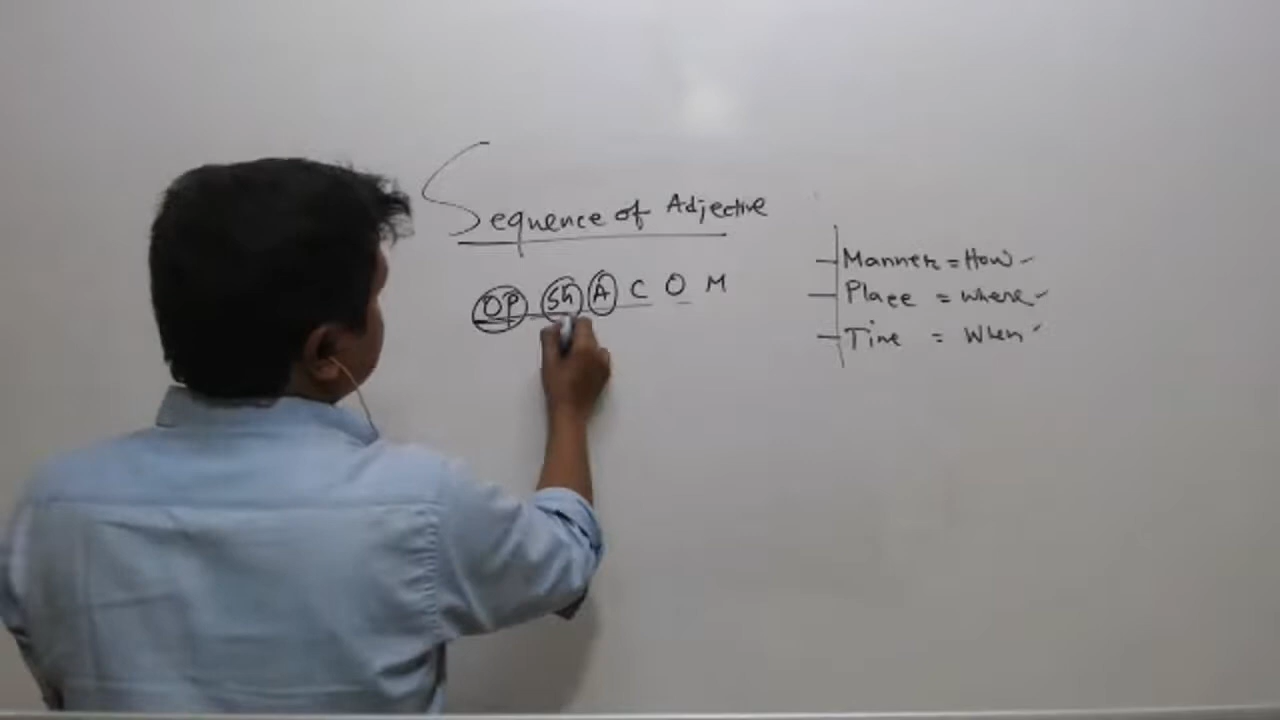 Sequence of Adjective
OP Sh A C O M
Manner = How
Place = where
Time = When